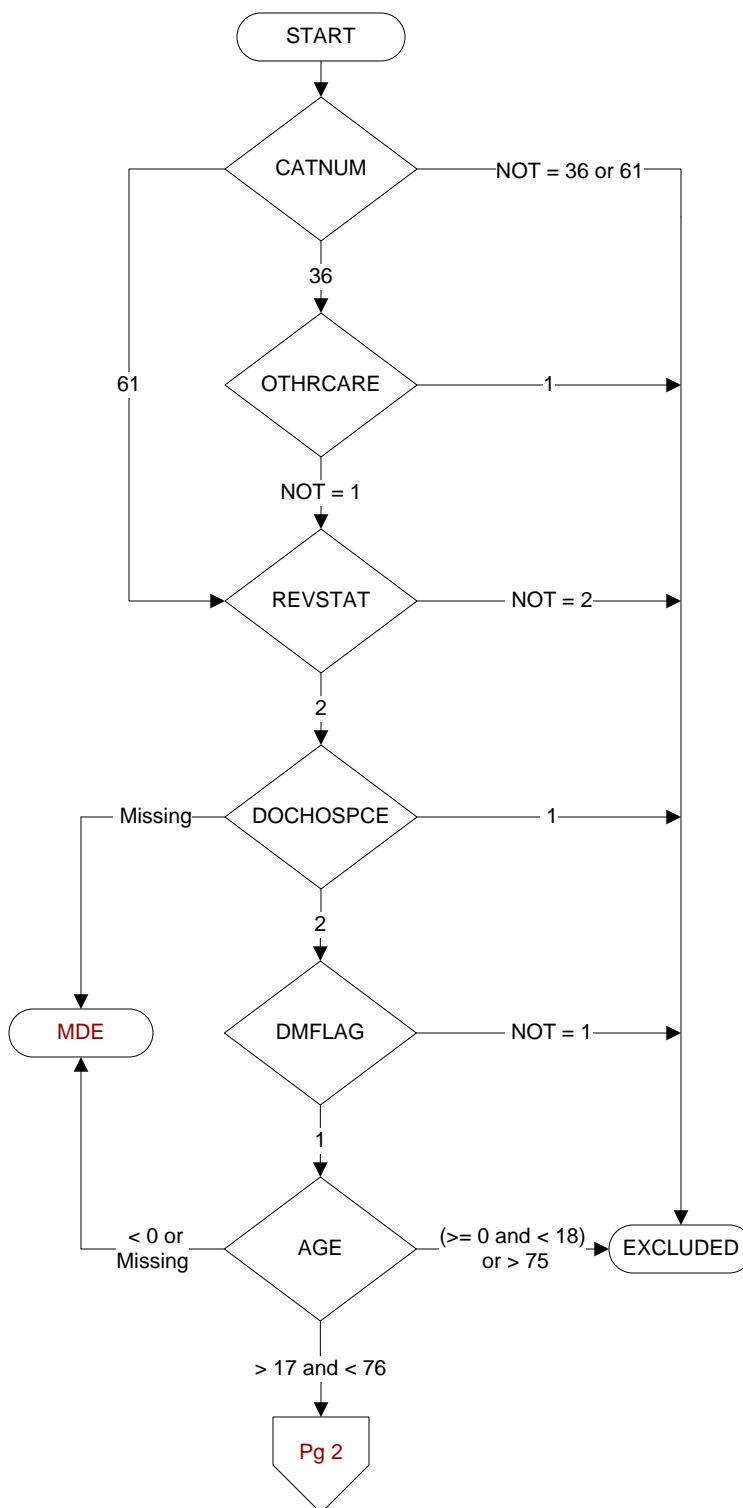 START
CATNUM
NOT = 36 or 61
36
61
OTHRCARE
1
NOT = 1
REVSTAT
NOT = 2
2
Missing
DOCHOSPCE
1
2
MDE
DMFLAG
NOT = 1
1
< 0 or
Missing
AGE
(>= 0 and < 18)
or > 75
EXCLUDED
> 17 and < 76
Pg 2